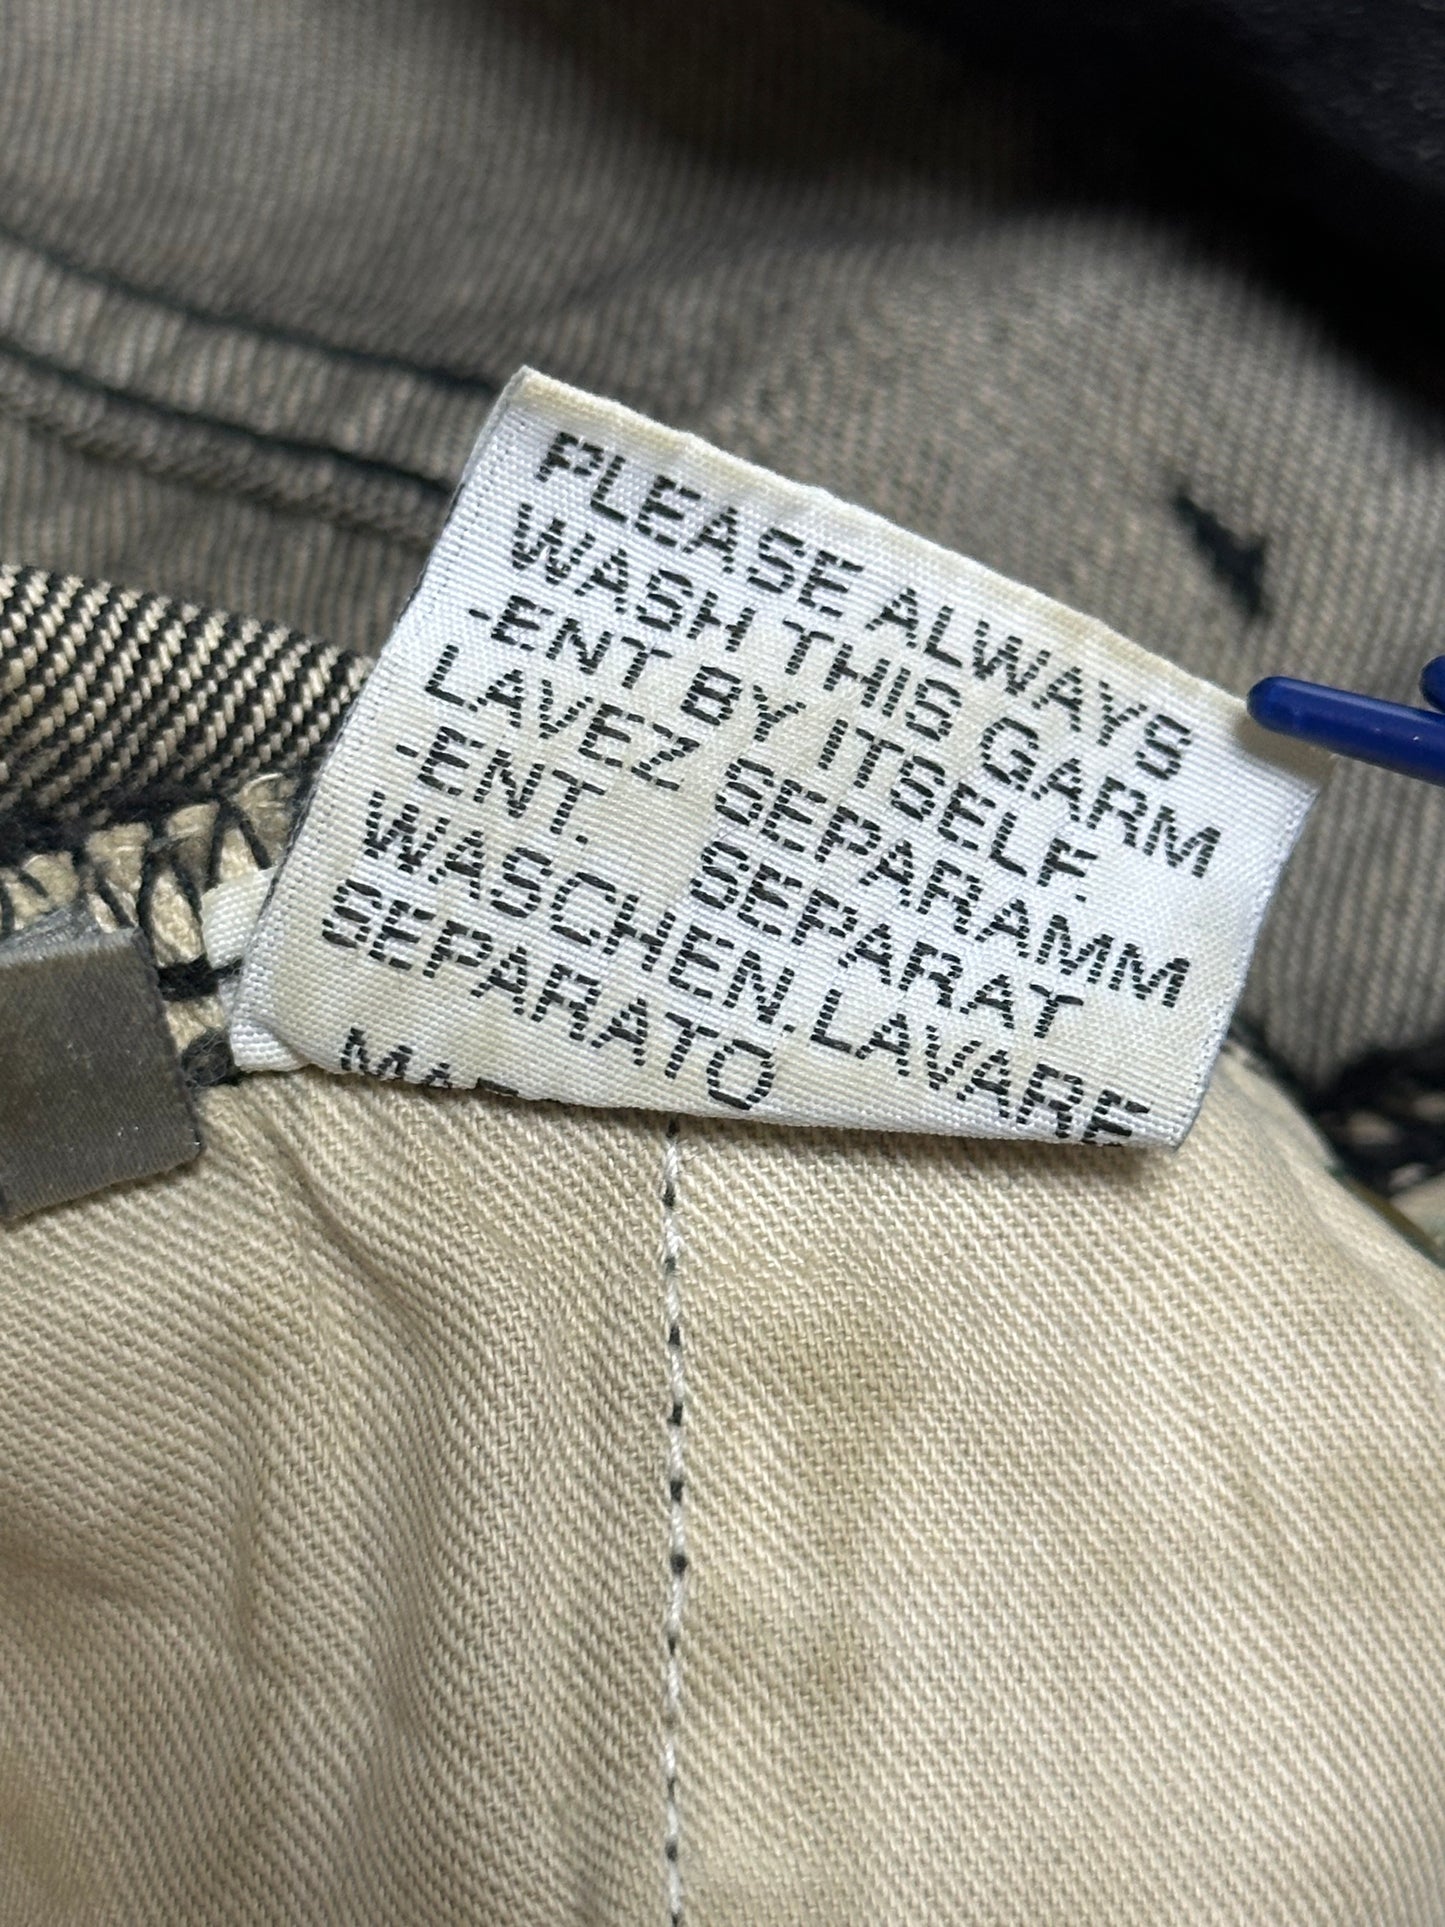 PLEASE ALWAYS
WASH THIS GARM
-ENT BY ITSELF.
LAVEZ SEPARAMM
-ENT. SEPARAT
WASCHEN. LAVARE
SEPARATO